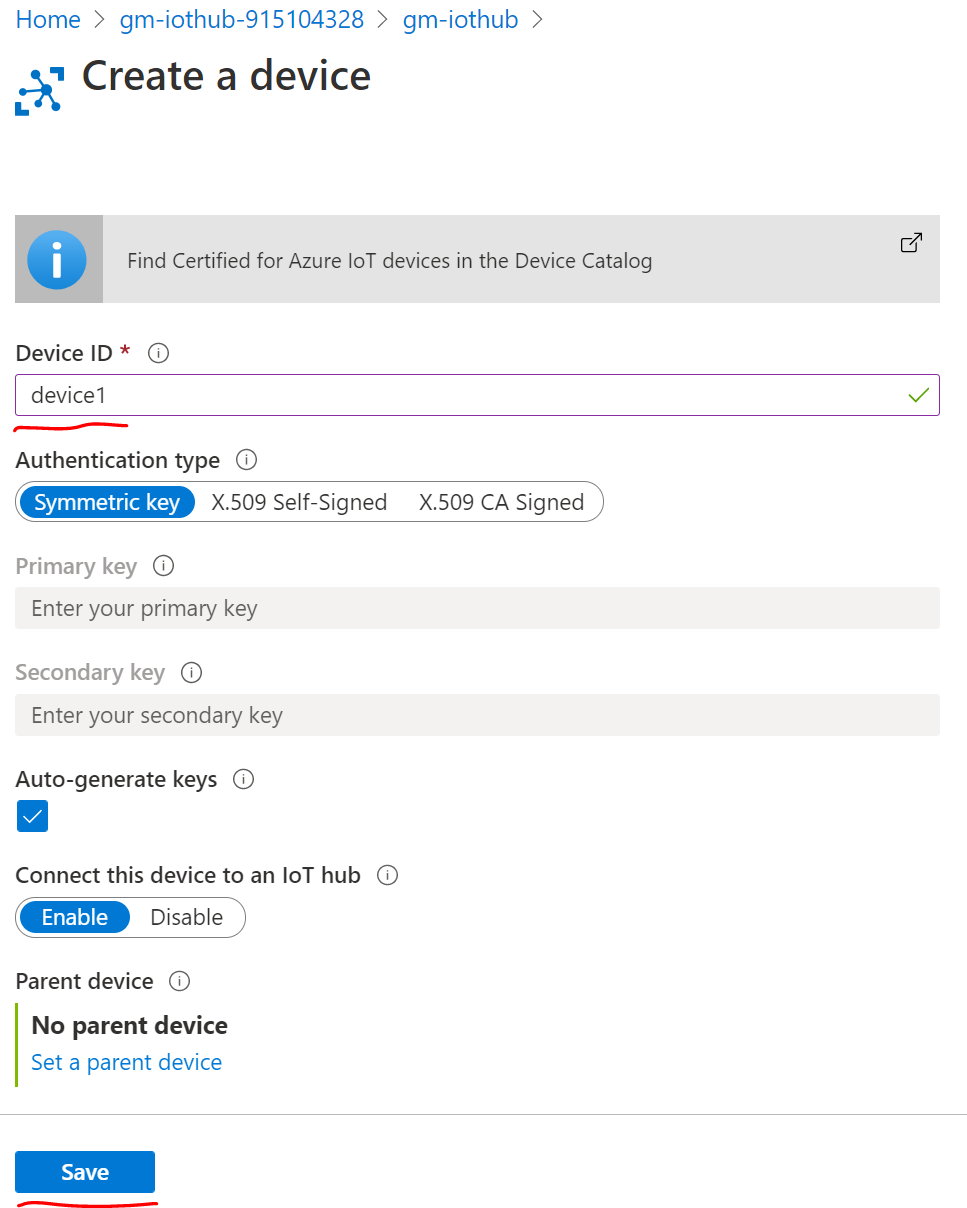 Home > gm-iothub-915104328 > gm-iothub >
Create a device
Find Certified for Azure IoT devices in the Device Catalog
Device ID *
device1
Authentication type
Symmetric key X.509 Self-Signed X.509 CA Signed
Primary key
Enter your primary key
Secondary key
Enter your secondary key
Auto-generate keys
Connect this device to an IoT hub
Enable Disable
Parent device
No parent device
Set a parent device
Save